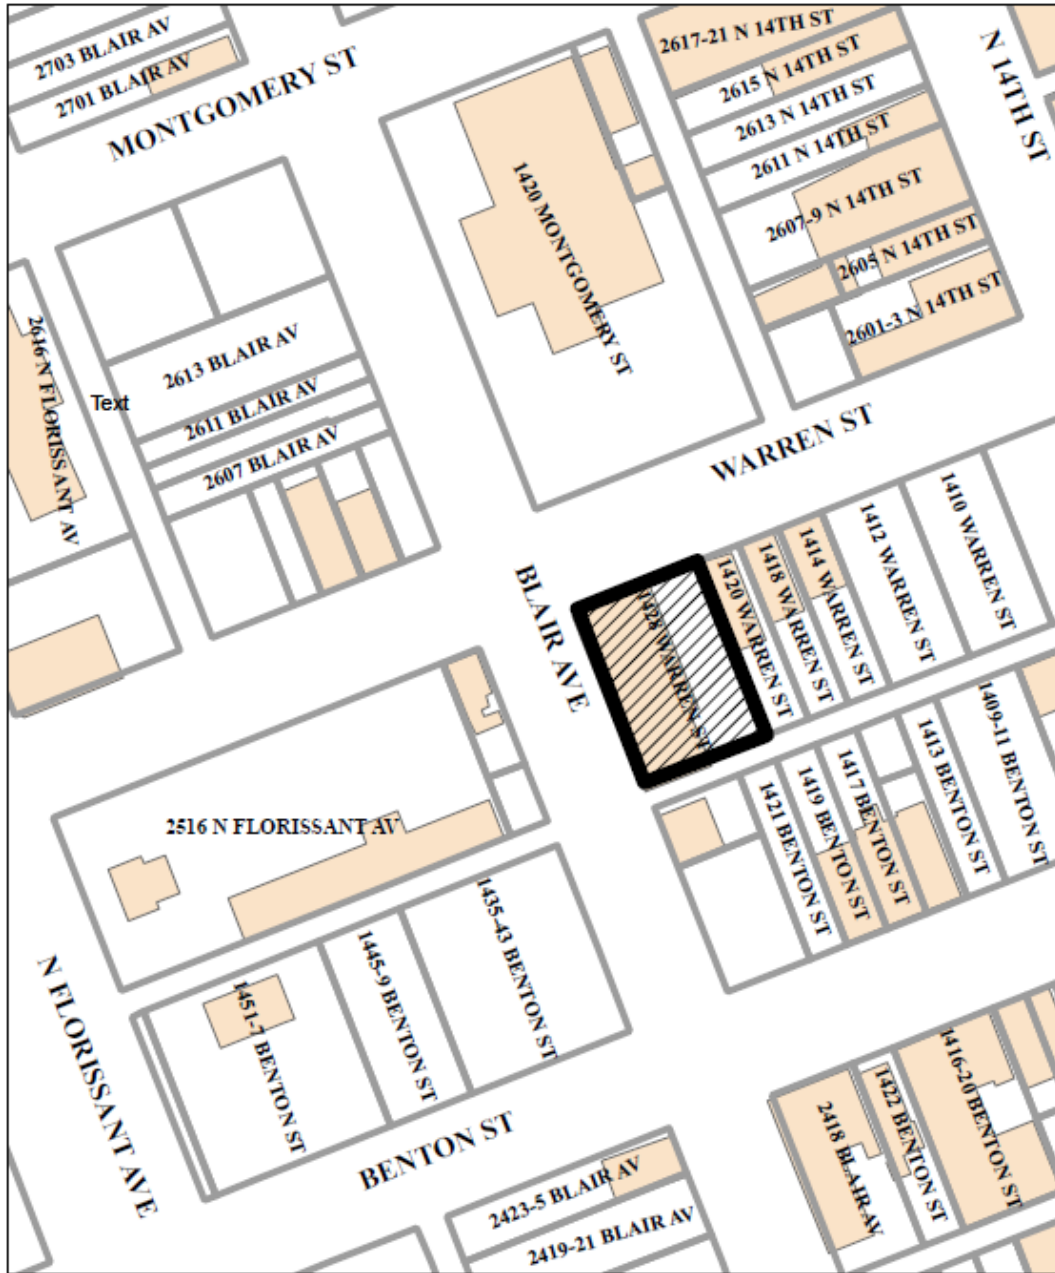 2703 BLAIR AV
2701 BLAIR AV
MONTGOMERY ST
2617-21 N 14TH ST
2615 N 14TH ST
2613 N 14TH ST
2611 N 14TH ST
2607-9 N 14TH ST
2605 N 14TH ST
2601-3 N 14TH ST
N 14TH ST
1420 MONTGOMERY ST
2616 N FLORISSANT AV
Text
2613 BLAIR AV
2611 BLAIR AV
2607 BLAIR AV
WARREN ST
BLAIR AVE
1428 WARREN ST
1420 WARREN ST
1418 WARREN ST
1414 WARREN ST
1412 WARREN ST
1410 WARREN ST
2516 N FLORISSANT AV
1421 BENTON ST
1419 BENTON ST
1417 BENTON ST
1413 BENTON ST
1409-11 BENTON ST
N FLORISSANT AVE
1451-7 BENTON ST
1445-9 BENTON ST
1435-43 BENTON ST
BENTON ST
2423-5 BLAIR AV
2419-21 BLAIR AV
2418 BLAIR AV
1422 BENTON ST
1416-20 BENTON ST